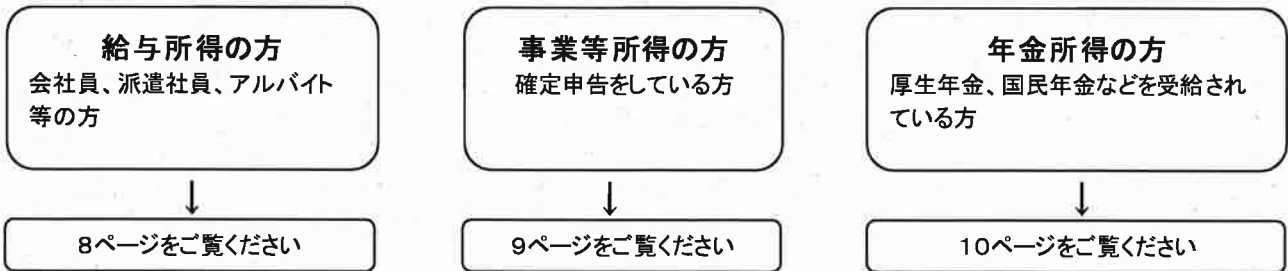 給与所得の方
会社員、派遣社員、アルバイト
等の方
8ページをご覧ください
事業等所得の方
確定申告をしている方
9ページをご覧ください
年金所得の方
厚生年金、国民年金などを受給され
ている方
10ページをご覧ください